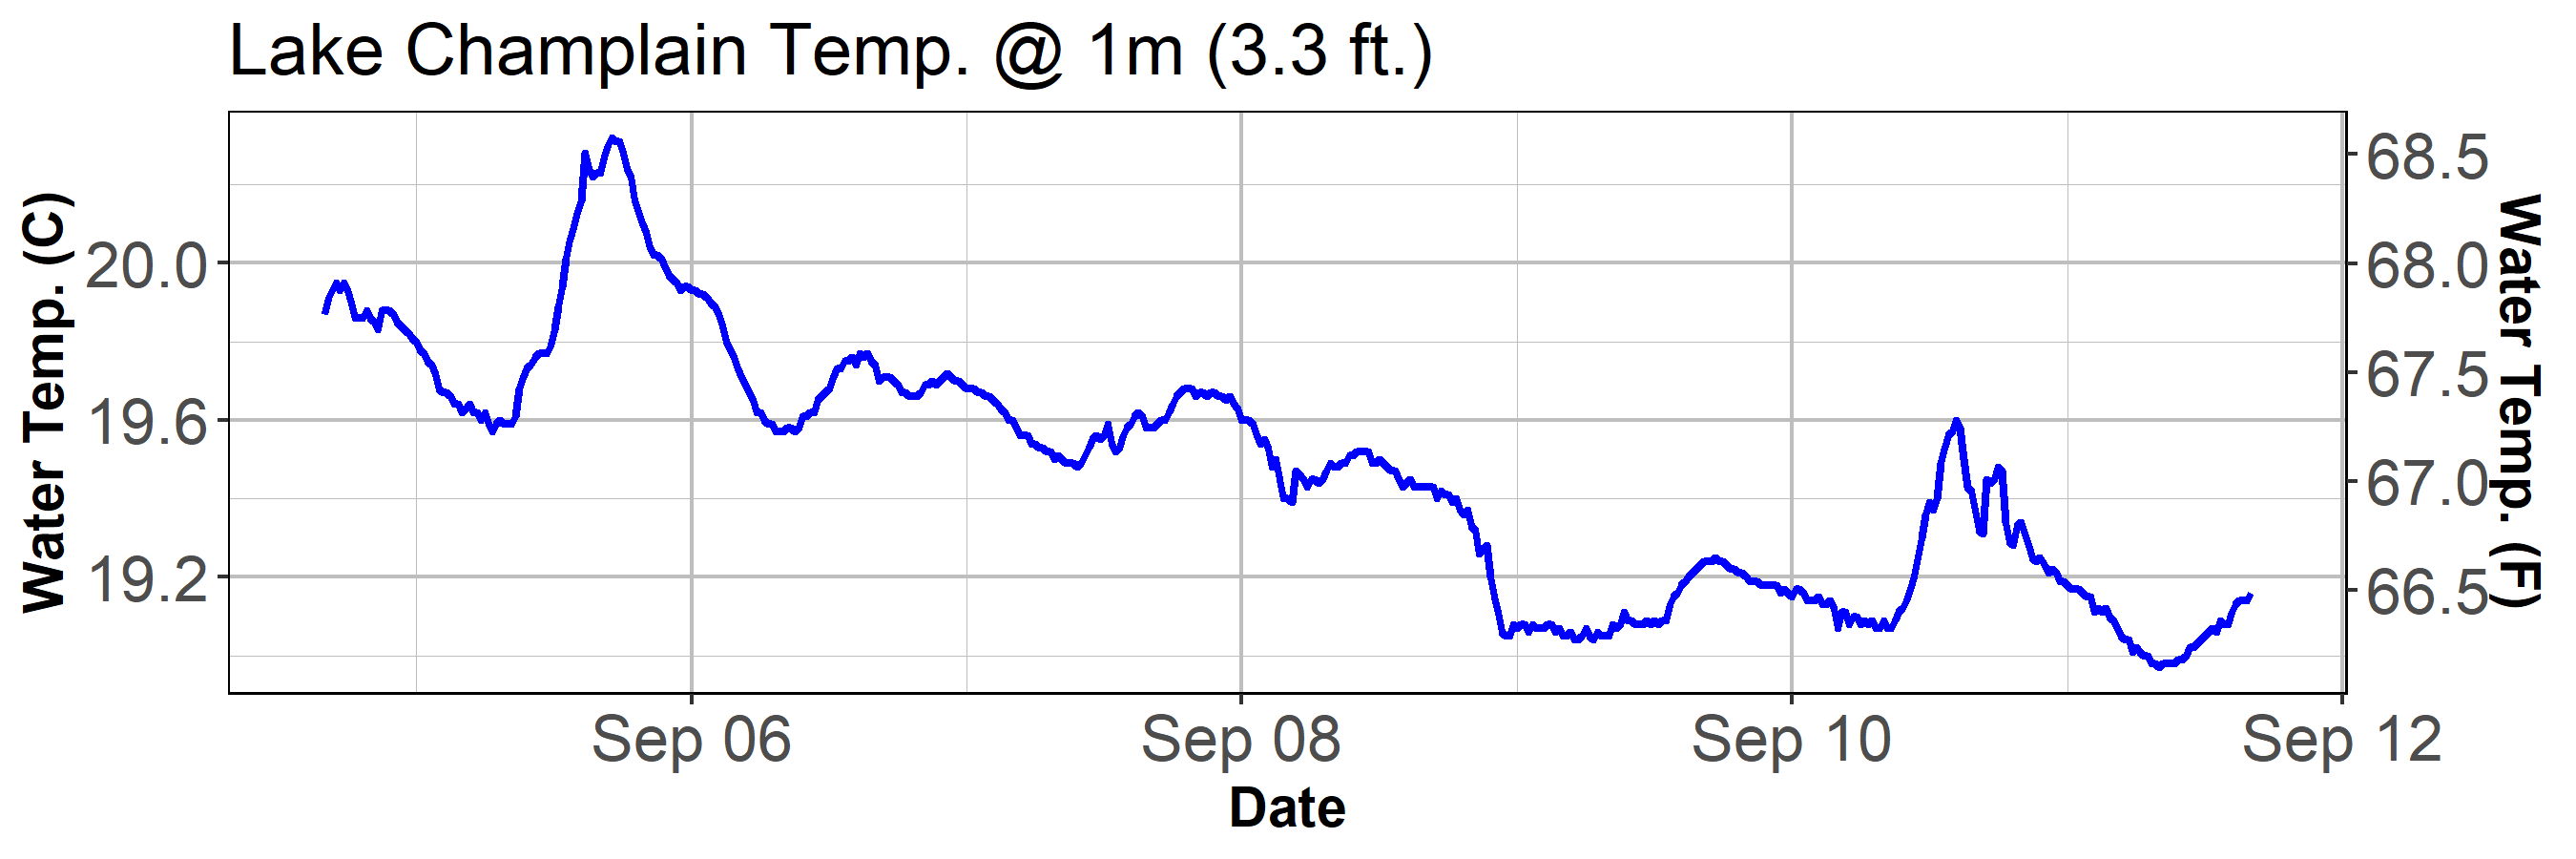 Lake Champlain Temp. @ 1m (3.3 ft.)
Water Temp. (C)
20.0
19.6
19.2
68.5
68.0
67.5
67.0
66.5
Water Temp. (F)
Sep 06 Sep 08 Sep 10 Sep 12
Date